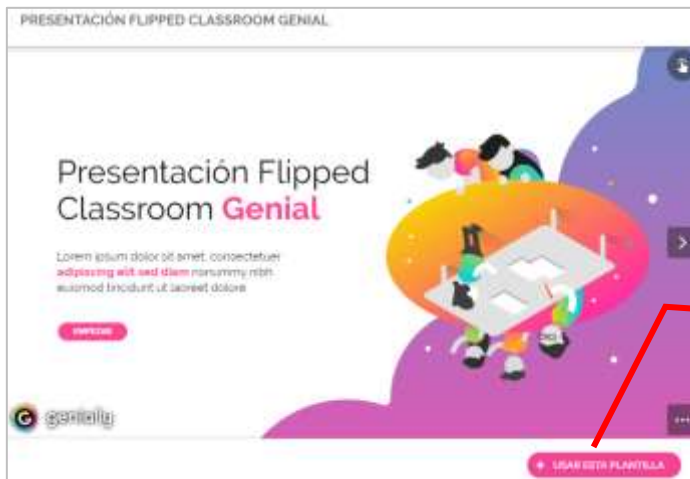 PRESENTACIÓN FLIPPED CLASSROOM GENIAL
Presentación Flipped
Classroom Genial
Lorem ipsum dolor sit amet, consectetuer
adipiscing elit sed diam nonummy nibh
euismod tincidunt ut laoreet dolore
EMPEZAR
genially
+ USAR ESTA PLANTILLA